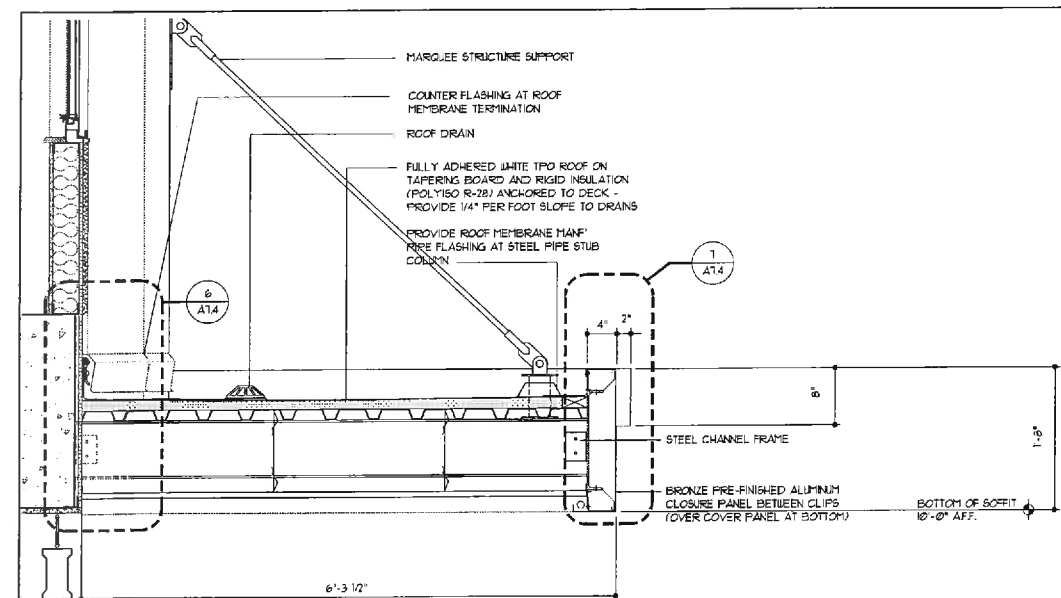 MARQUEE STRUCTURE SUPPORT
COUNTER FLASHING AT ROOF
MEMBRANE TERMINATION
ROOF DRAIN
FULLY ADHERED WHITE TPO ROOF ON
TAPERING BOARD AND RIGID INSULATION
(POLYISO R-28) ANCHORED TO DECK -
PROVIDE 1/4" PER FOOT SLOPE TO DRAINS
PROVIDE ROOF MEMBRANE MANF'
PIPE FLASHING AT STEEL PIPE STUB
COLUMN
7
A7.4
6
A7.4
4"
2"
8"
1'-8"
STEEL CHANNEL FRAME
BRONZE PRE-FINISHED ALUMINUM
CLOSURE PANEL BETWEEN CLIPS
(OVER COVER PANEL AT BOTTOM)
BOTTOM OF SOFFIT
10'-0" A.F.F.
6'-3 1/2"